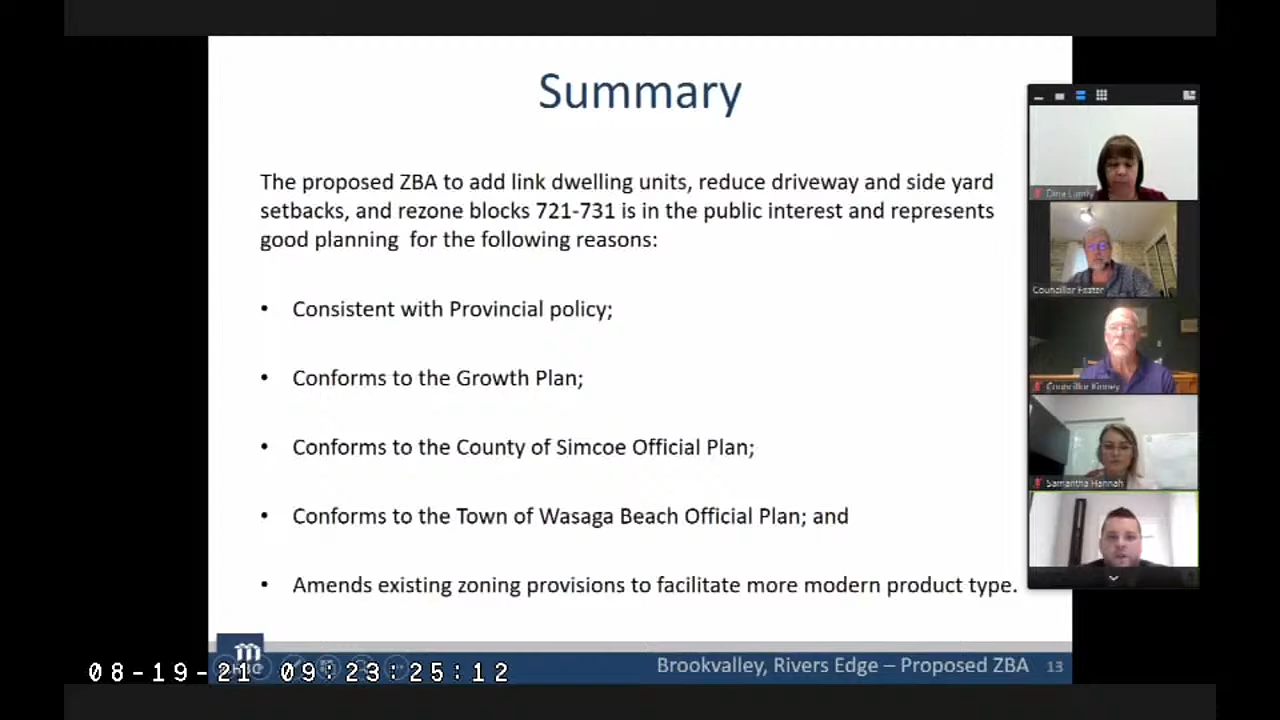 Summary
The proposed ZBA to add link dwelling units, reduce driveway and side yard
setbacks, and rezone blocks 721-731 is in the public interest and represents
good planning for the following reasons:
• Consistent with Provincial policy;
• Conforms to the Growth Plan;
• Conforms to the County of Simcoe Official Plan;
• Conforms to the Town of Wasaga Beach Official Plan; and
• Amends existing zoning provisions to facilitate more modern product type.
Councillor
Councillor Kinney
Samantha Hannah
Brookvalley, Rivers Edge – Proposed ZBA 13
08-19-21 09:23:25:12